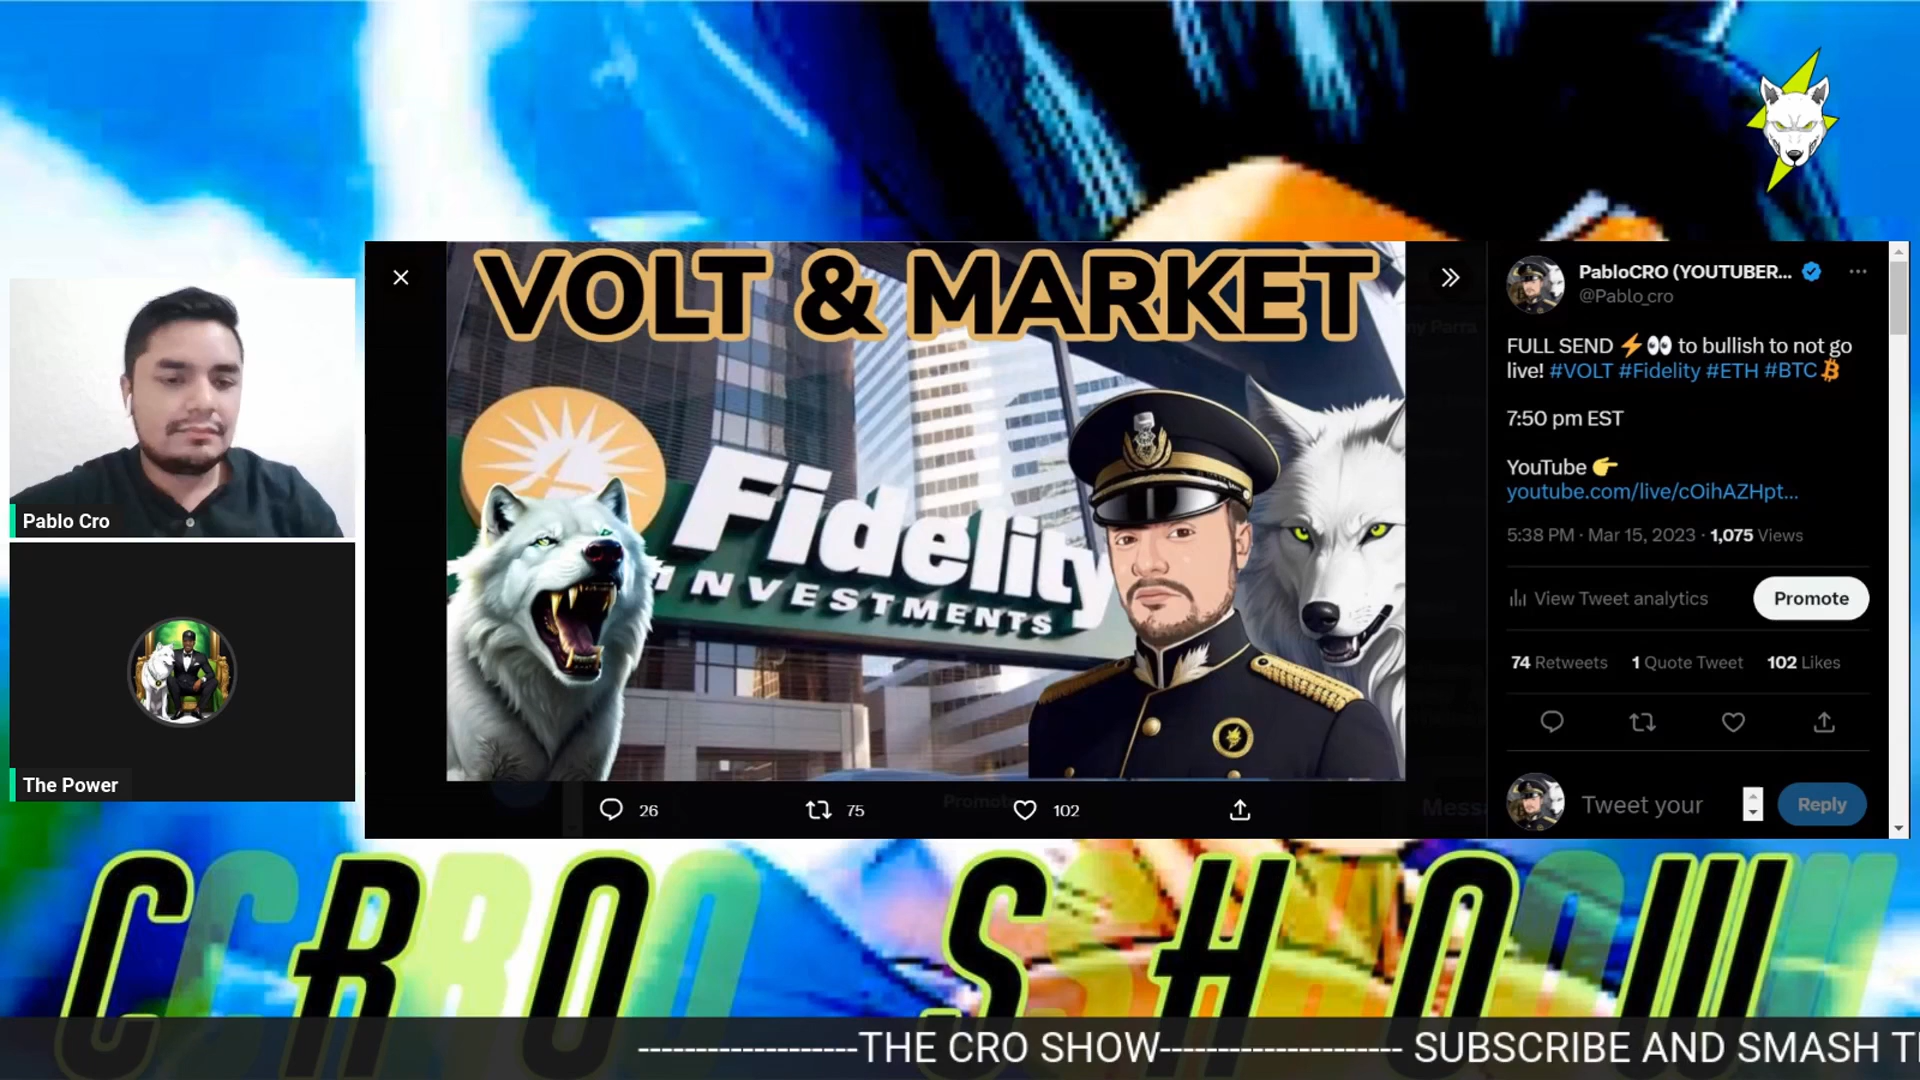 VOLT & MARKET
Fidelity
INVESTMENTS
Pablo Cro
The Power
26
75
102
PabloCRO (YOUTUBER...
@Pablo_cro
FULL SEND ⚡👀 to bullish to not go
live! #VOLT #Fidelity #ETH #BTC
7:50 pm EST
YouTube 👉
youtube.com/live/cOihAZHpt...
5:38 PM · Mar 15, 2023 · 1,075 Views
View Tweet analytics
Promote
74 Retweets 1 Quote Tweet 102 Likes
Tweet your
Reply
CRO SHOW
--------------------THE CRO SHOW---------------------- SUBSCRIBE AND SMASH